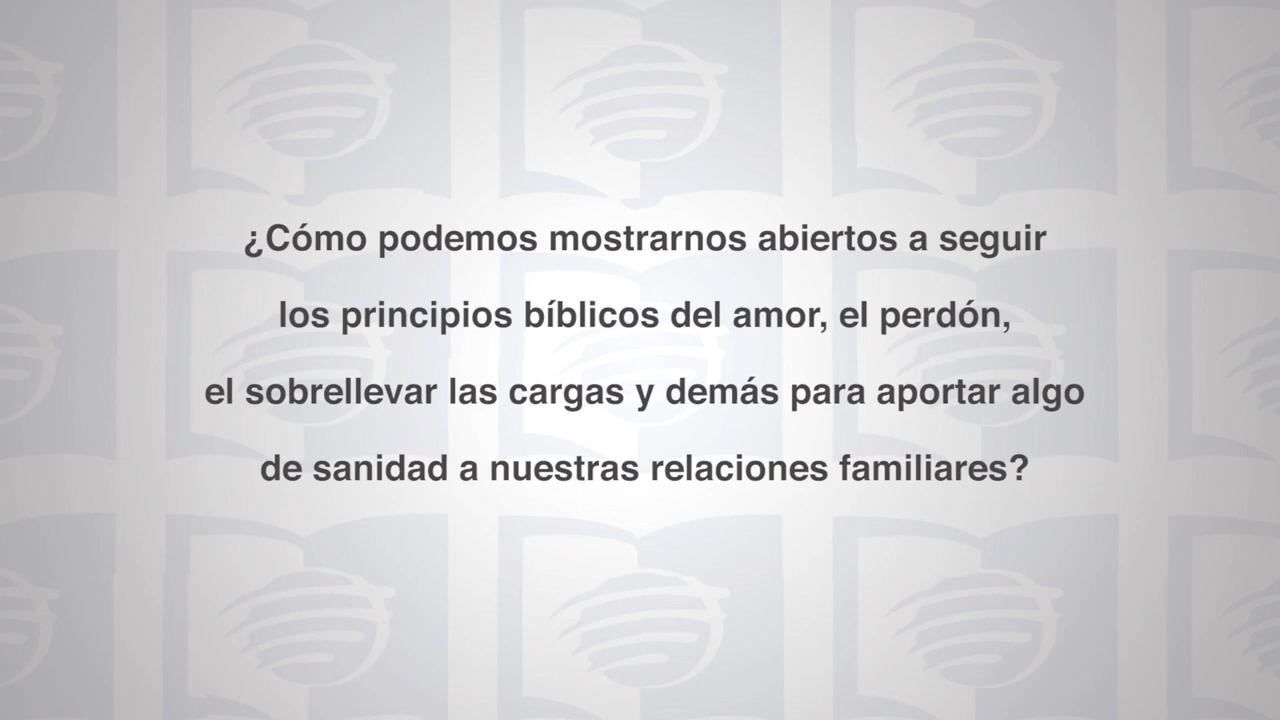 ¿Cómo podemos mostrarnos abiertos a seguir
los principios bíblicos del amor, el perdón,
el sobrellevar las cargas y demás para aportar algo
de sanidad a nuestras relaciones familiares?